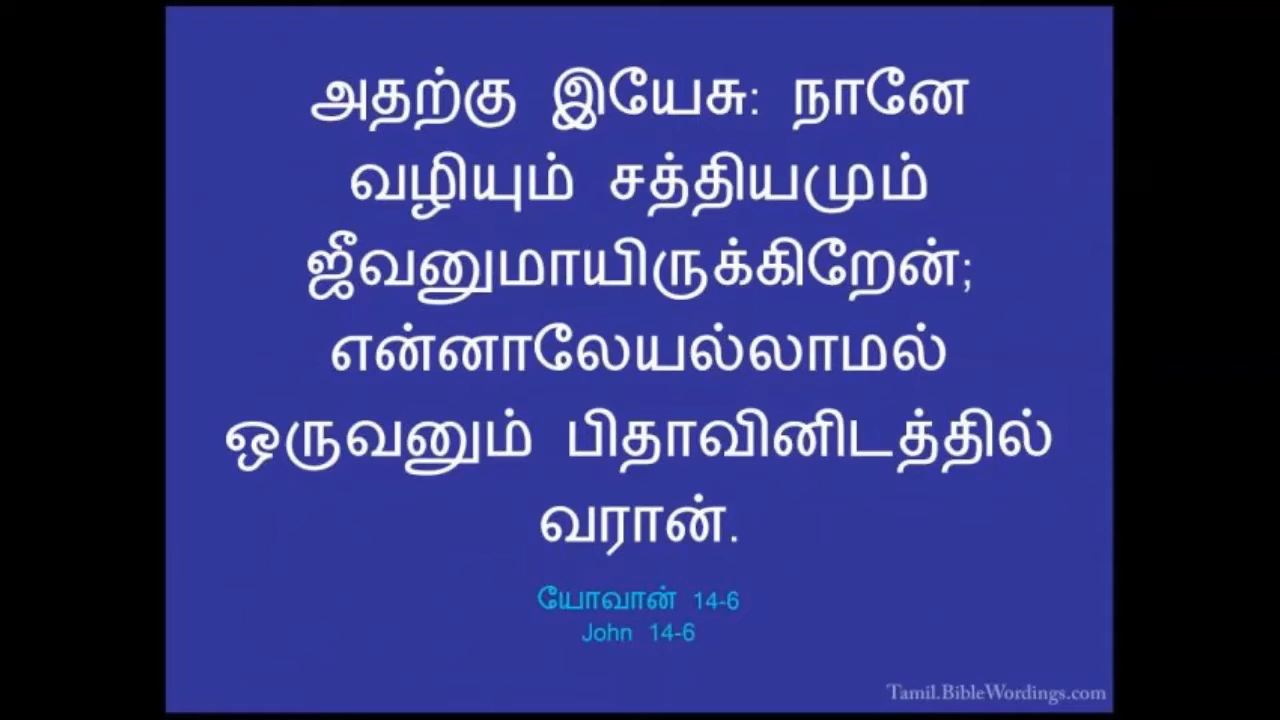 அதற்கு இயேசு: நானே
வழியும் சத்தியமும்
ஜீவனுமாயிருக்கிறேன்;
என்னாலேயல்லாமல்
ஒருவனும் பிதாவினிடத்தில்
வரான்.
யோவான் 14-6
John 14-6
Tamil.BibleWordings.com